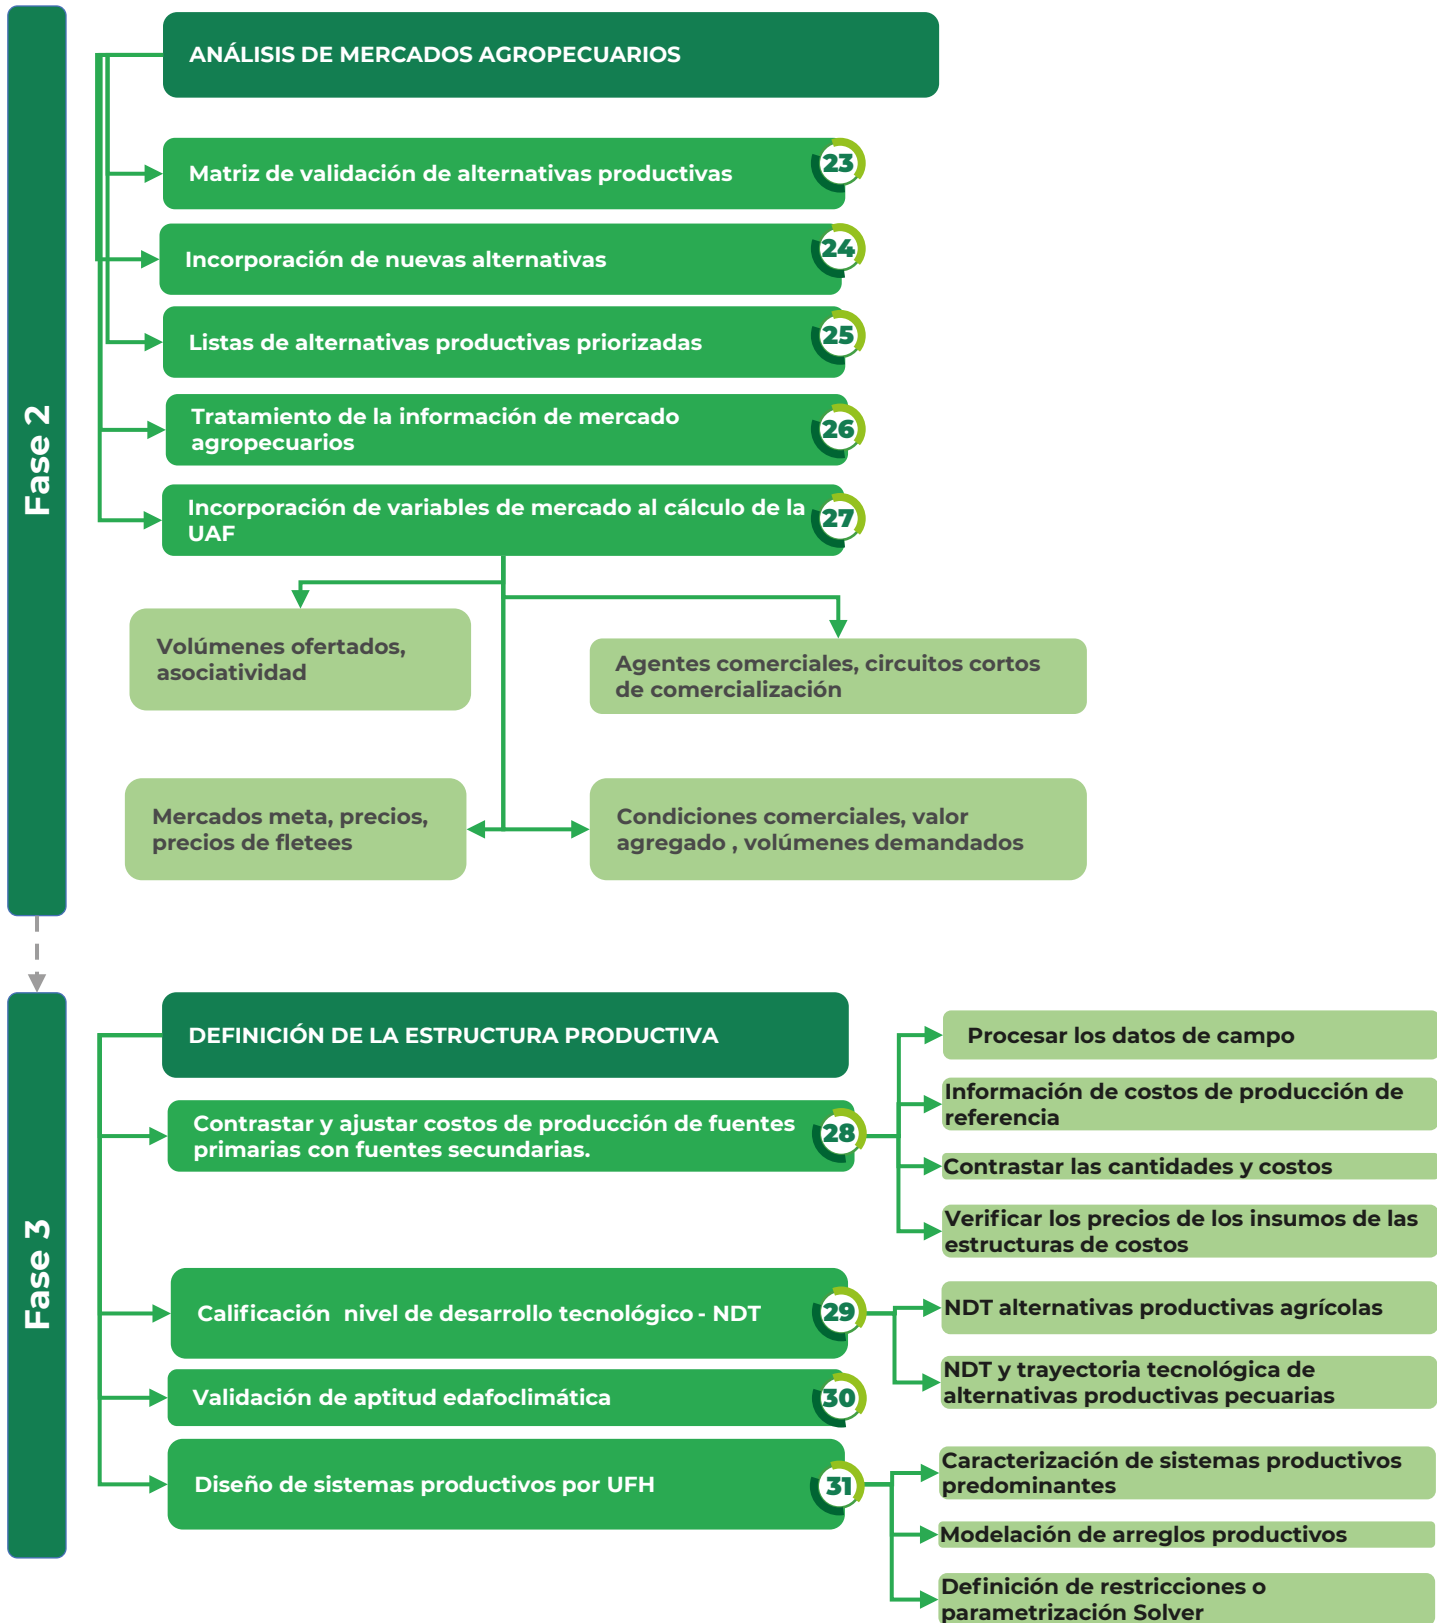 Fase 2
ANÁLISIS DE MERCADOS AGROPECUARIOS
Matriz de validación de alternativas productivas
23
Incorporación de nuevas alternativas
24
Listas de alternativas productivas priorizadas
25
Tratamiento de la información de mercado
agropecuarios
26
Incorporación de variables de mercado al cálculo de la
UAF
27
Volúmenes ofertados,
asociatividad
Agentes comerciales, circuitos cortos
de comercialización
Mercados meta, precios,
precios de fletees
Condiciones comerciales, valor
agregado , volúmenes demandados
Fase 3
DEFINICIÓN DE LA ESTRUCTURA PRODUCTIVA
Contrastar y ajustar costos de producción de fuentes
primarias con fuentes secundarias.
28
Procesar los datos de campo
Información de costos de producción de
referencia
Contrastar las cantidades y costos
Verificar los precios de los insumos de las
estructuras de costos
Calificación nivel de desarrollo tecnológico - NDT
29
NDT alternativas productivas agrícolas
NDT y trayectoria tecnológica de
alternativas productivas pecuarias
Validación de aptitud edafoclimática
30
Diseño de sistemas productivos por UFH
31
Caracterización de sistemas productivos
predominantes
Modelación de arreglos productivos
Definición de restricciones o
parametrización Solver